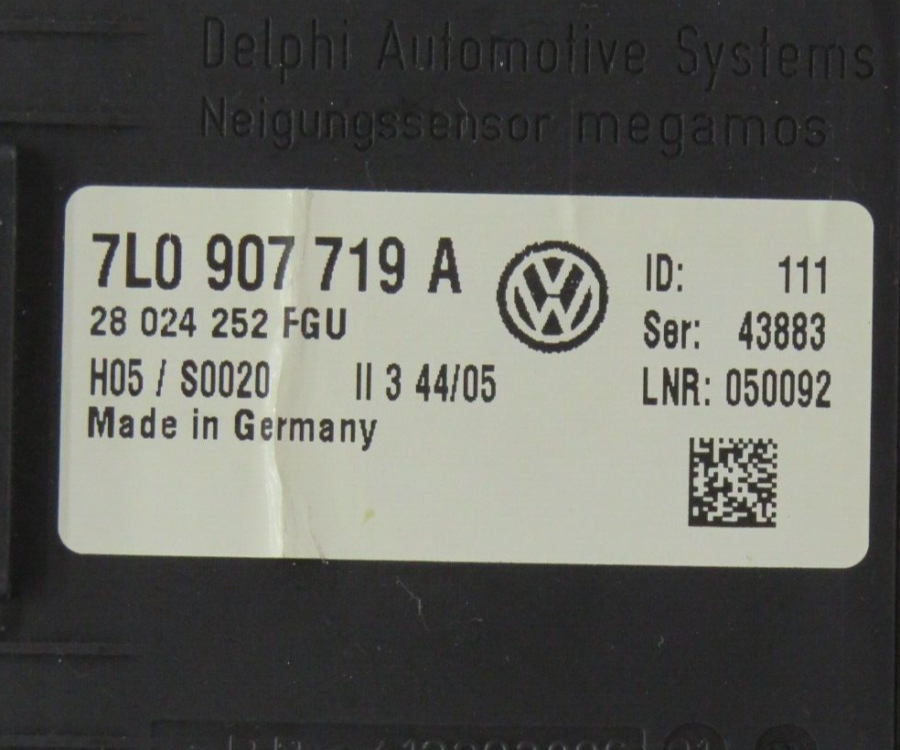 Delphi Automotive Systems
Neigungssensor megamos
7L0 907 719 A
28 024 252 FGU
H05 / S0020 II 3 44/05
Made in Germany
ID: 111
Ser: 43883
LNR: 050092